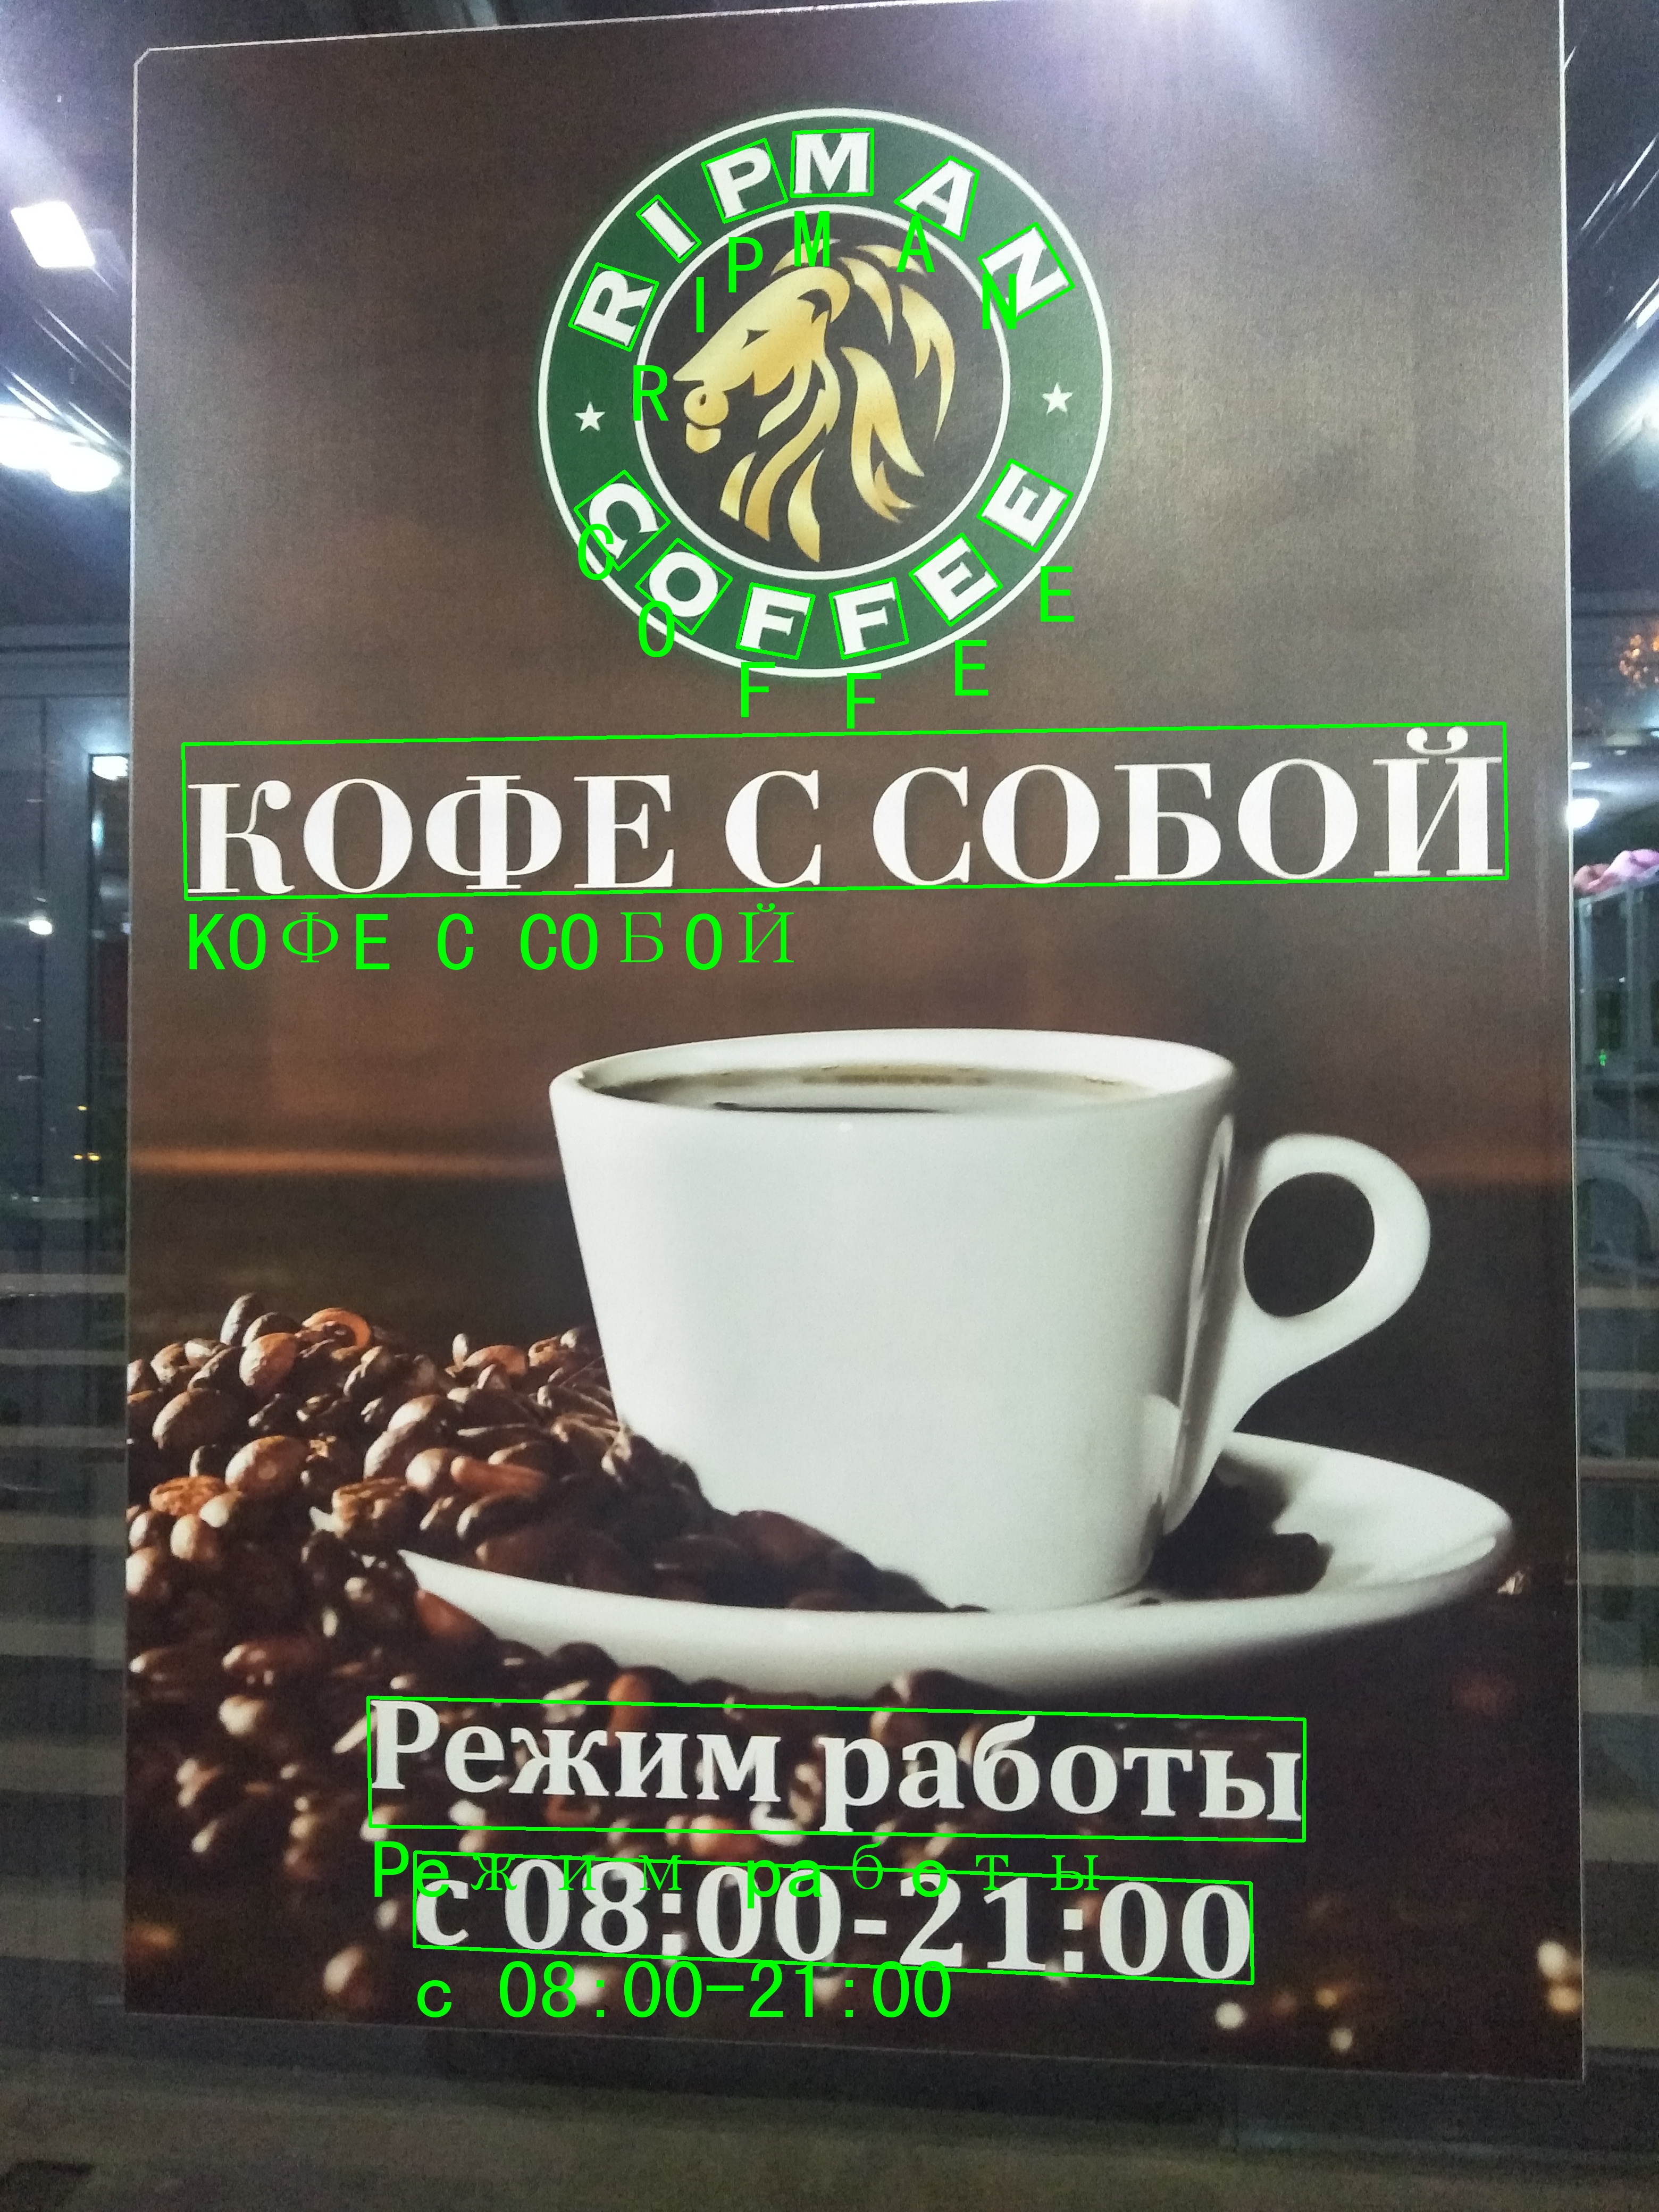 RIPMAN
COFFEE
КОФЕ С СОБОЙ
Режим работы
с 08:00-21:00